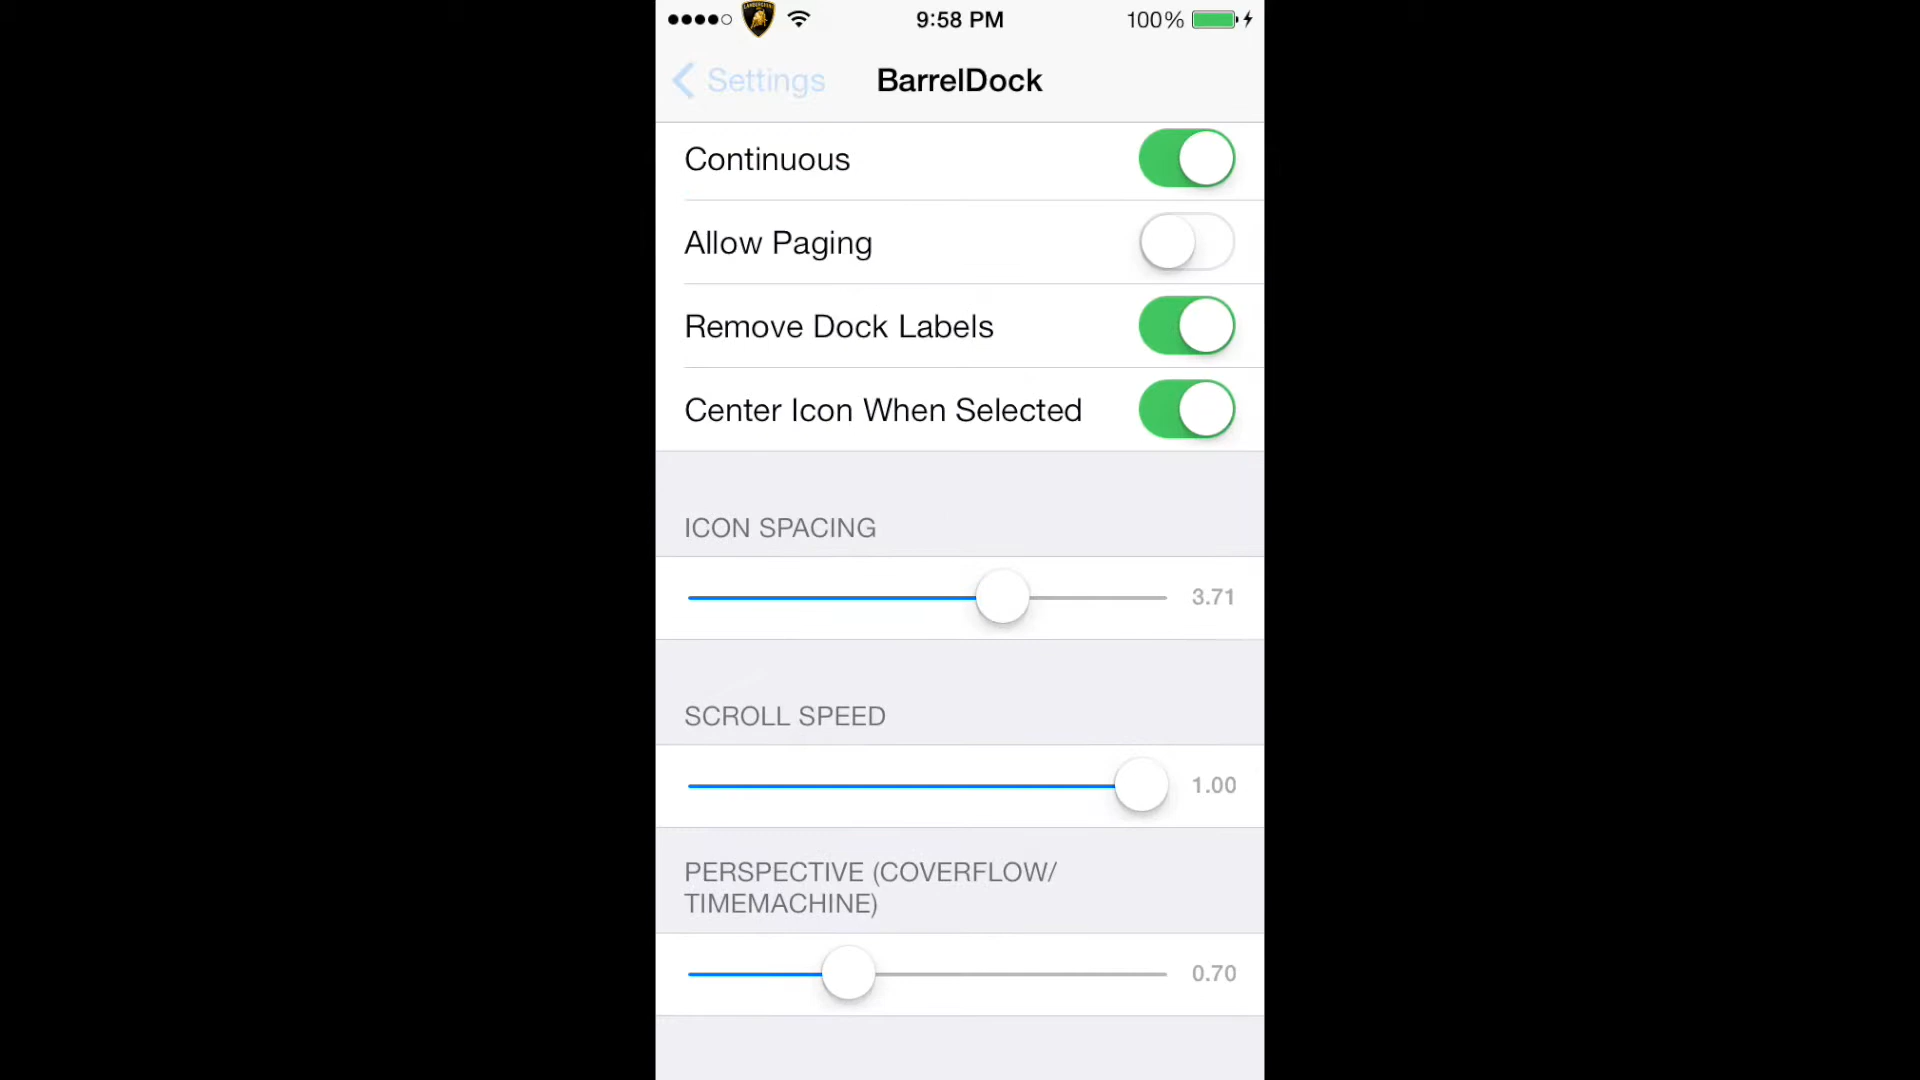 9:58 PM
100%
Settings
BarrelDock
Continuous
Allow Paging
Remove Dock Labels
Center Icon When Selected
ICON SPACING
3.71
SCROLL SPEED
1.00
PERSPECTIVE (COVERFLOW/
TIMEMACHINE)
0.70